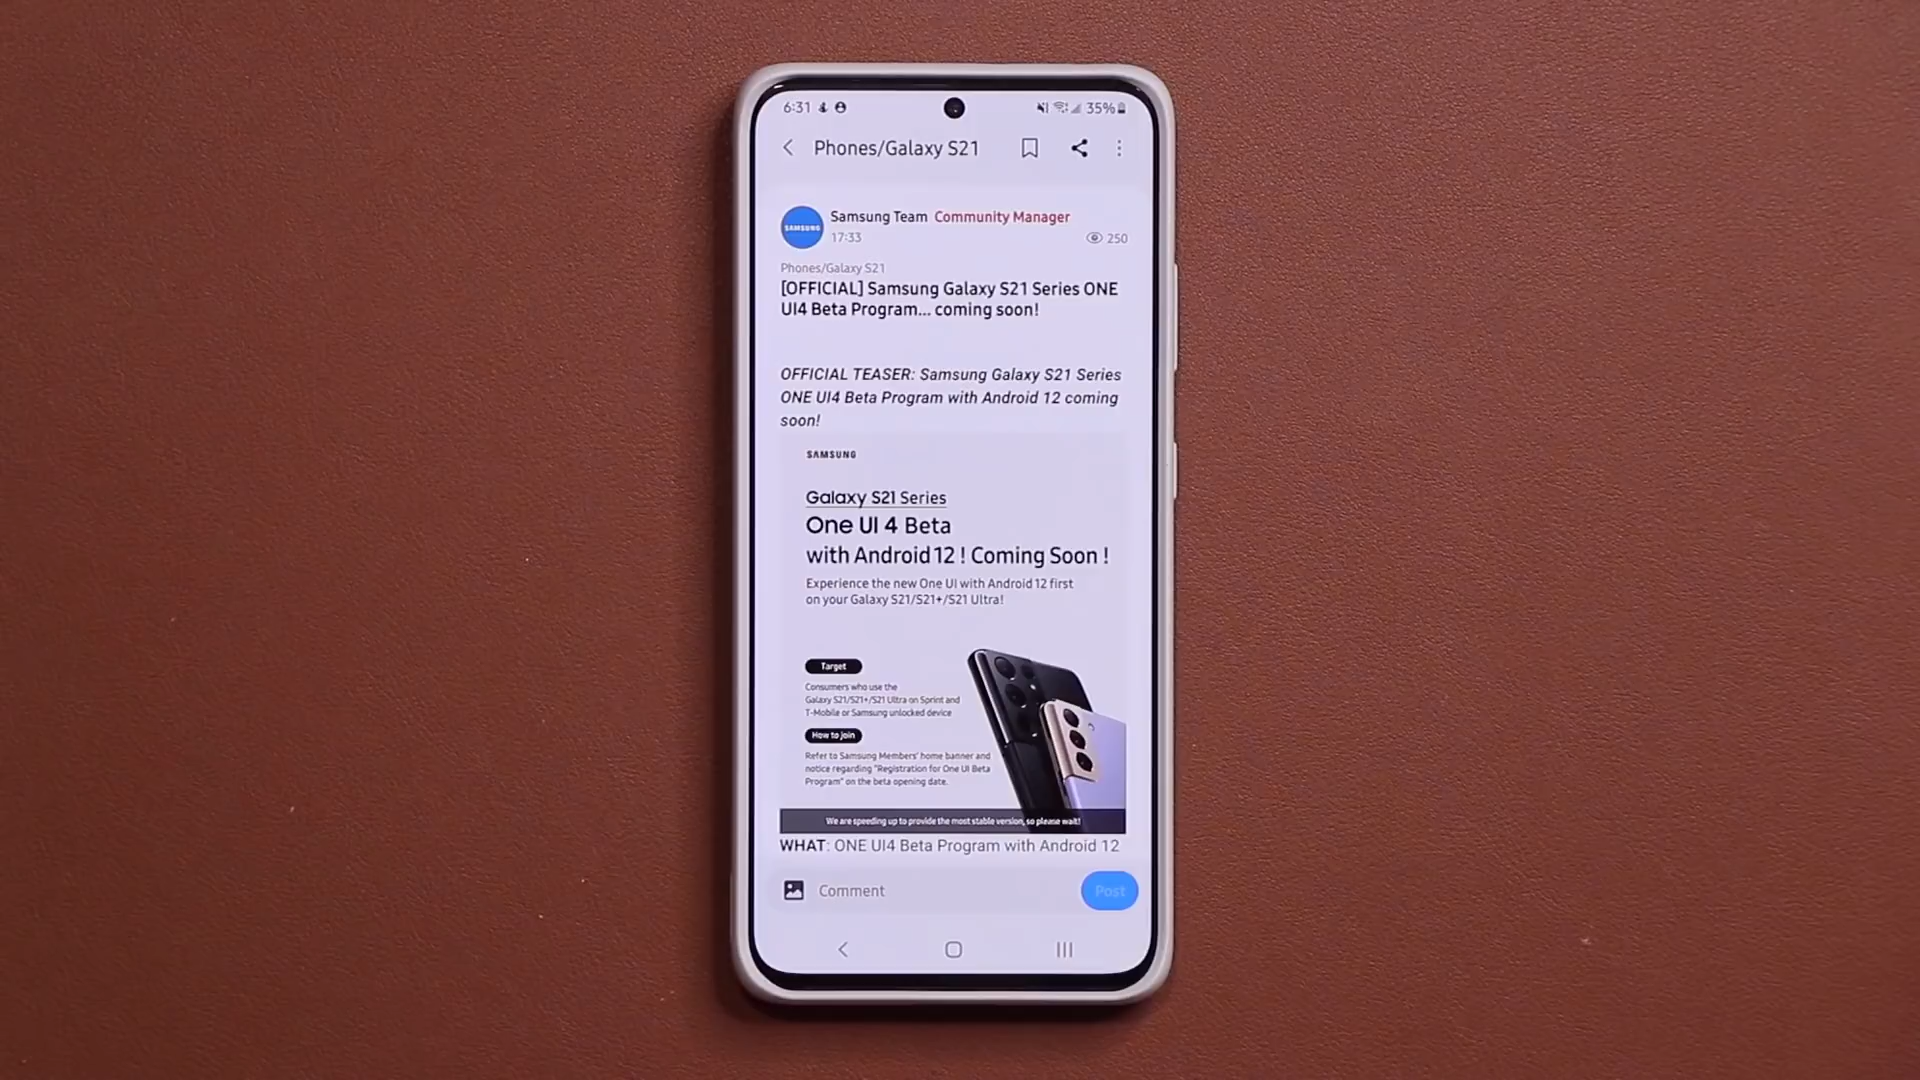 6:31 35%
Phones/Galaxy S21
SAMSUNG
Samsung Team Community Manager
17:33 250
Phones/Galaxy S21
[OFFICIAL] Samsung Galaxy S21 Series ONE
UI4 Beta Program... coming soon!
OFFICIAL TEASER: Samsung Galaxy S21 Series
ONE UI4 Beta Program with Android 12 coming
soon!
SAMSUNG
Galaxy S21 Series
One UI 4 Beta
with Android 12 ! Coming Soon !
Experience the new One UI with Android 12 first
on your Galaxy S21/S21+/S21 Ultra!
Target
Consumers who use the
Galaxy S21/S21+/S21 Ultra on Sprint and
T-Mobile or Samsung unlocked device
How to join
Refer to Samsung Members' home banner and
notice regarding "Registration for One UI Beta
Program" on the beta opening date.
We are speeding up to provide the most stable version, so please wait!
WHAT: ONE UI4 Beta Program with Android 12
Comment Post